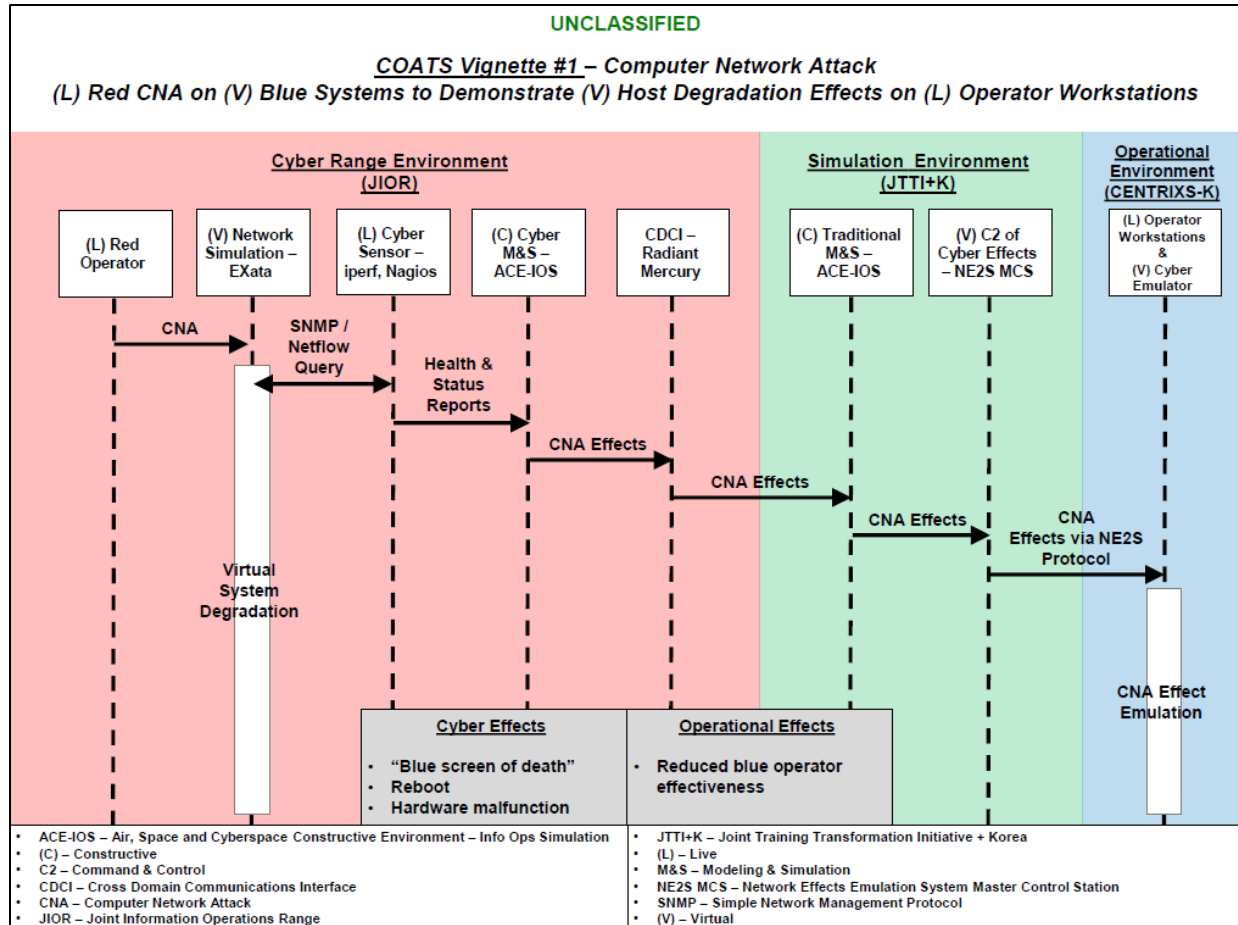 UNCLASSIFIED
COATS Vignette #1 – Computer Network Attack
(L) Red CNA on (V) Blue Systems to Demonstrate (V) Host Degradation Effects on (L) Operator Workstations
Cyber Range Environment
(JIOR)
Simulation Environment
(JTTI+K)
Operational
Environment
(CENTRIXS-K)
(L) Red
Operator
(V) Network
Simulation –
EXata
(L) Cyber
Sensor –
iperf, Nagios
(C) Cyber
M&S –
ACE-IOS
CDCI –
Radiant
Mercury
(C) Traditional
M&S –
ACE-IOS
(V) C2 of
Cyber Effects
– NE2S MCS
(L) Operator
Workstations
&
(V) Cyber
Emulator
CNA
SNMP /
Netflow
Query
Health &
Status
Reports
CNA Effects
CNA Effects
CNA Effects
CNA
Effects via NE2S
Protocol
Virtual
System
Degradation
CNA Effect
Emulation
Cyber Effects
• “Blue screen of death”
• Reboot
• Hardware malfunction
Operational Effects
• Reduced blue operator
effectiveness
• ACE-IOS – Air, Space and Cyberspace Constructive Environment – Info Ops Simulation
• (C) – Constructive
• C2 – Command & Control
• CDCI – Cross Domain Communications Interface
• CNA – Computer Network Attack
• JIOR – Joint Information Operations Range
• JTTI+K – Joint Training Transformation Initiative + Korea
• (L) – Live
• M&S – Modeling & Simulation
• NE2S MCS – Network Effects Emulation System Master Control Station
• SNMP – Simple Network Management Protocol
• (V) – Virtual